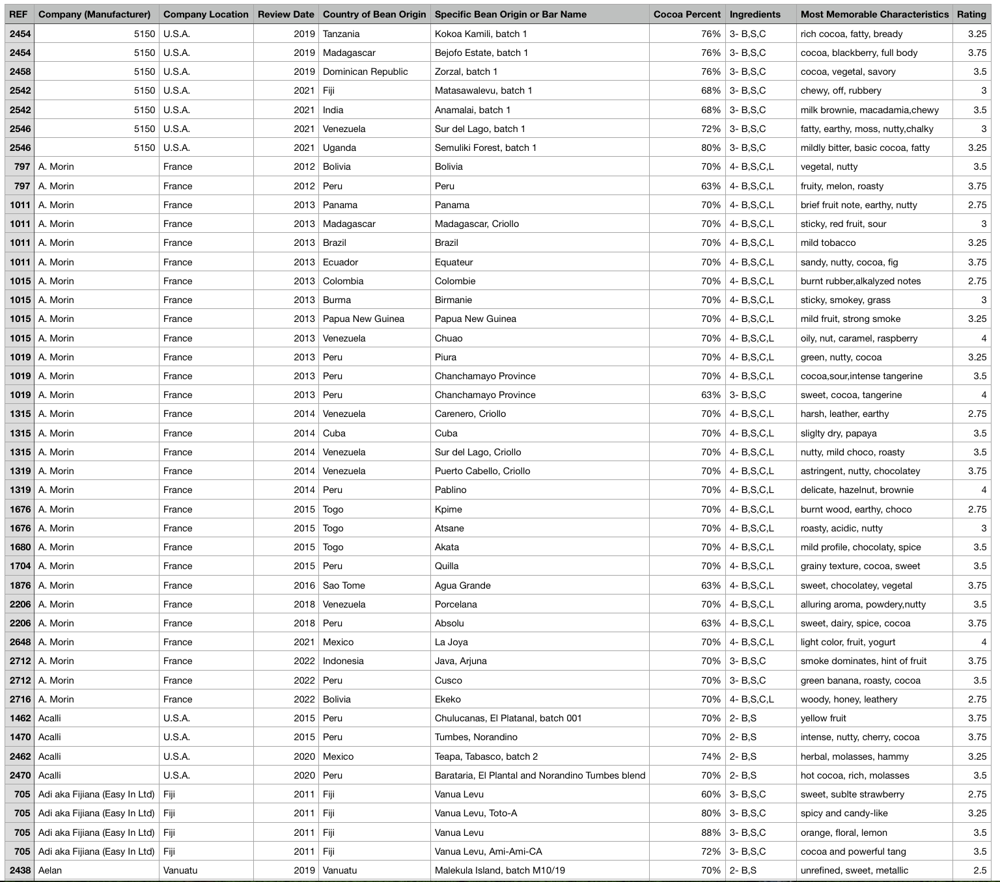 REF Company (Manufacturer) Company Location Review Date Country of Bean Origin Specific Bean Origin or Bar Name Cocoa Percent Ingredients Most Memorable Characteristics Rating
2454 5150 U.S.A. 2019 Tanzania Kokoa Kamili, batch 1 76% 3- B,S,C rich cocoa, fatty, bready 3.25
2454 5150 U.S.A. 2019 Madagascar Bejofo Estate, batch 1 76% 3- B,S,C cocoa, blackberry, full body 3.75
2458 5150 U.S.A. 2019 Dominican Republic Zorzal, batch 1 76% 3- B,S,C cocoa, vegetal, savory 3.5
2542 5150 U.S.A. 2021 Fiji Matasawalevu, batch 1 68% 3- B,S,C chewy, off, rubbery 3
2542 5150 U.S.A. 2021 India Anamalai, batch 1 68% 3- B,S,C milk brownie, macadamia,chewy 3.5
2546 5150 U.S.A. 2021 Venezuela Sur del Lago, batch 1 72% 3- B,S,C fatty, earthy, moss, nutty,chalky 3
2546 5150 U.S.A. 2021 Uganda Semuliki Forest, batch 1 80% 3- B,S,C mildly bitter, basic cocoa, fatty 3.25
797 A. Morin France 2012 Bolivia Bolivia 70% 4- B,S,C,L vegetal, nutty 3.5
797 A. Morin France 2012 Peru Peru 63% 4- B,S,C,L fruity, melon, roasty 3.75
1011 A. Morin France 2013 Panama Panama 70% 4- B,S,C,L brief fruit note, earthy, nutty 2.75
1011 A. Morin France 2013 Madagascar Madagascar, Criollo 70% 4- B,S,C,L sticky, red fruit, sour 3
1011 A. Morin France 2013 Brazil Brazil 70% 4- B,S,C,L mild tobacco 3.25
1011 A. Morin France 2013 Ecuador Equateur 70% 4- B,S,C,L sandy, nutty, cocoa, fig 3.75
1015 A. Morin France 2013 Colombia Colombie 70% 4- B,S,C,L burnt rubber,alkalyzed notes 2.75
1015 A. Morin France 2013 Burma Birmanie 70% 4- B,S,C,L sticky, smokey, grass 3
1015 A. Morin France 2013 Papua New Guinea Papua New Guinea 70% 4- B,S,C,L mild fruit, strong smoke 3.25
1015 A. Morin France 2013 Venezuela Chuao 70% 4- B,S,C,L oily, nut, caramel, raspberry 4
1019 A. Morin France 2013 Peru Piura 70% 4- B,S,C,L green, nutty, cocoa 3.25
1019 A. Morin France 2013 Peru Chanchamayo Province 70% 4- B,S,C,L cocoa,sour,intense tangerine 3.5
1019 A. Morin France 2013 Peru Chanchamayo Province 63% 3- B,S,C sweet, cocoa, tangerine 4
1315 A. Morin France 2014 Venezuela Carenero, Criollo 70% 4- B,S,C,L harsh, leather, earthy 2.75
1315 A. Morin France 2014 Cuba Cuba 70% 4- B,S,C,L sliglty dry, papaya 3.5
1315 A. Morin France 2014 Venezuela Sur del Lago, Criollo 70% 4- B,S,C,L nutty, mild choco, roasty 3.5
1319 A. Morin France 2014 Venezuela Puerto Cabello, Criollo 70% 4- B,S,C,L astringent, nutty, chocolatey 3.75
1319 A. Morin France 2014 Peru Pablino 70% 4- B,S,C,L delicate, hazelnut, brownie 4
1676 A. Morin France 2015 Togo Kpime 70% 4- B,S,C,L burnt wood, earthy, choco 2.75
1676 A. Morin France 2015 Togo Atsane 70% 4- B,S,C,L roasty, acidic, nutty 3
1680 A. Morin France 2015 Togo Akata 70% 4- B,S,C,L mild profile, chocolaty, spice 3.5
1704 A. Morin France 2015 Peru Quilla 70% 4- B,S,C,L grainy texture, cocoa, sweet 3.5
1876 A. Morin France 2016 Sao Tome Agua Grande 63% 4- B,S,C,L sweet, chocolatey, vegetal 3.75
2206 A. Morin France 2018 Venezuela Porcelana 70% 4- B,S,C,L alluring aroma, powdery,nutty 3.5
2206 A. Morin France 2018 Peru Absolu 63% 4- B,S,C,L sweet, dairy, spice, cocoa 3.75
2648 A. Morin France 2021 Mexico La Joya 70% 4- B,S,C,L light color, fruit, yogurt 4
2712 A. Morin France 2022 Indonesia Java, Arjuna 70% 3- B,S,C smoke dominates, hint of fruit 3.75
2712 A. Morin France 2022 Peru Cusco 70% 3- B,S,C green banana, roasty, cocoa 3.5
2716 A. Morin France 2022 Bolivia Ekeko 70% 4- B,S,C,L woody, honey, leathery 2.75
1462 Acalli U.S.A. 2015 Peru Chulucanas, El Platanal, batch 001 70% 2- B,S yellow fruit 3.75
1470 Acalli U.S.A. 2015 Peru Tumbes, Norandino 70% 2- B,S intense, nutty, cherry, cocoa 3.75
2462 Acalli U.S.A. 2020 Mexico Teapa, Tabasco, batch 2 74% 2- B,S herbal, molasses, hammy 3.25
2470 Acalli U.S.A. 2020 Peru Barataria, El Plantal and Norandino Tumbes blend 70% 2- B,S hot cocoa, rich, molasses 3.5
705 Adi aka Fijiana (Easy In Ltd) Fiji 2011 Fiji Vanua Levu 60% 3- B,S,C sweet, sublte strawberry 2.75
705 Adi aka Fijiana (Easy In Ltd) Fiji 2011 Fiji Vanua Levu, Toto-A 80% 3- B,S,C spicy and candy-like 3.25
705 Adi aka Fijiana (Easy In Ltd) Fiji 2011 Fiji Vanua Levu 88% 3- B,S,C orange, floral, lemon 3.5
705 Adi aka Fijiana (Easy In Ltd) Fiji 2011 Fiji Vanua Levu, Ami-Ami-CA 72% 3- B,S,C cocoa and powerful tang 3.5
2438 Aelan Vanuatu 2019 Vanuatu Malekula Island, batch M10/19 70% 2- B,S unrefined, sweet, metallic 2.5